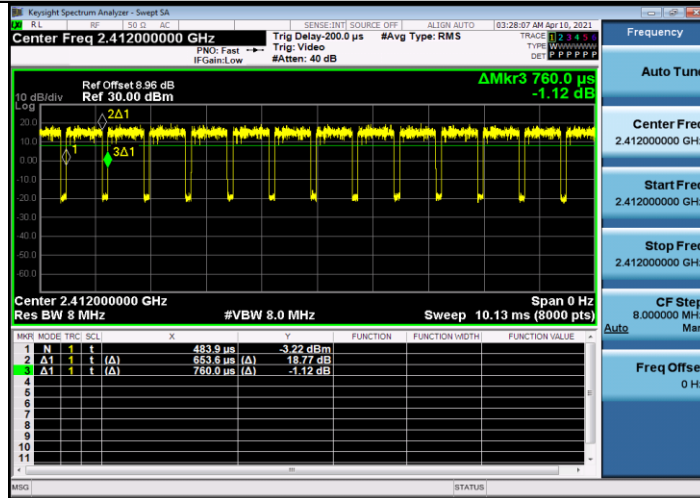 Keysight Spectrum Analyzer - Swept SA
RL RF 50 Ω AC SENSE:INT SOURCE OFF ALIGN AUTO 03:28:07 AM Apr 10, 2021
Center Freq 2.412000000 GHz
PNO: Fast
IFGain:Low
Trig Delay-200.0 µs
Trig: Video
#Atten: 40 dB
#Avg Type: RMS
TRACE 1 2 3 4 5 6
TYPE WWWWWW
DET P P P P P P
Frequency
ΔMkr3 760.0 µs
-1.12 dB
Ref Offset 8.96 dB
10 dB/div Ref 30.00 dBm
Log
20.0
10.0
0.00
-10.0
-20.0
-30.0
-40.0
-50.0
-60.0
2Δ1
1
3Δ1
Center 2.412000000 GHz Span 0 Hz
Res BW 8 MHz #VBW 8.0 MHz Sweep 10.13 ms (8000 pts)
MKR MODE TRC SCL X Y FUNCTION FUNCTION WIDTH FUNCTION VALUE
1 N 1 t 483.9 µs -3.22 dBm
2 Δ1 1 t (Δ) 653.6 µs (Δ) 18.77 dB
3 Δ1 1 t (Δ) 760.0 µs (Δ) -1.12 dB
4
5
6
7
8
9
10
11
MSG STATUS
Auto Tune
Center Freq
2.412000000 GHz
Start Freq
2.412000000 GHz
Stop Freq
2.412000000 GHz
CF Step
8.000000 MHz
Auto Man
Freq Offset
0 Hz